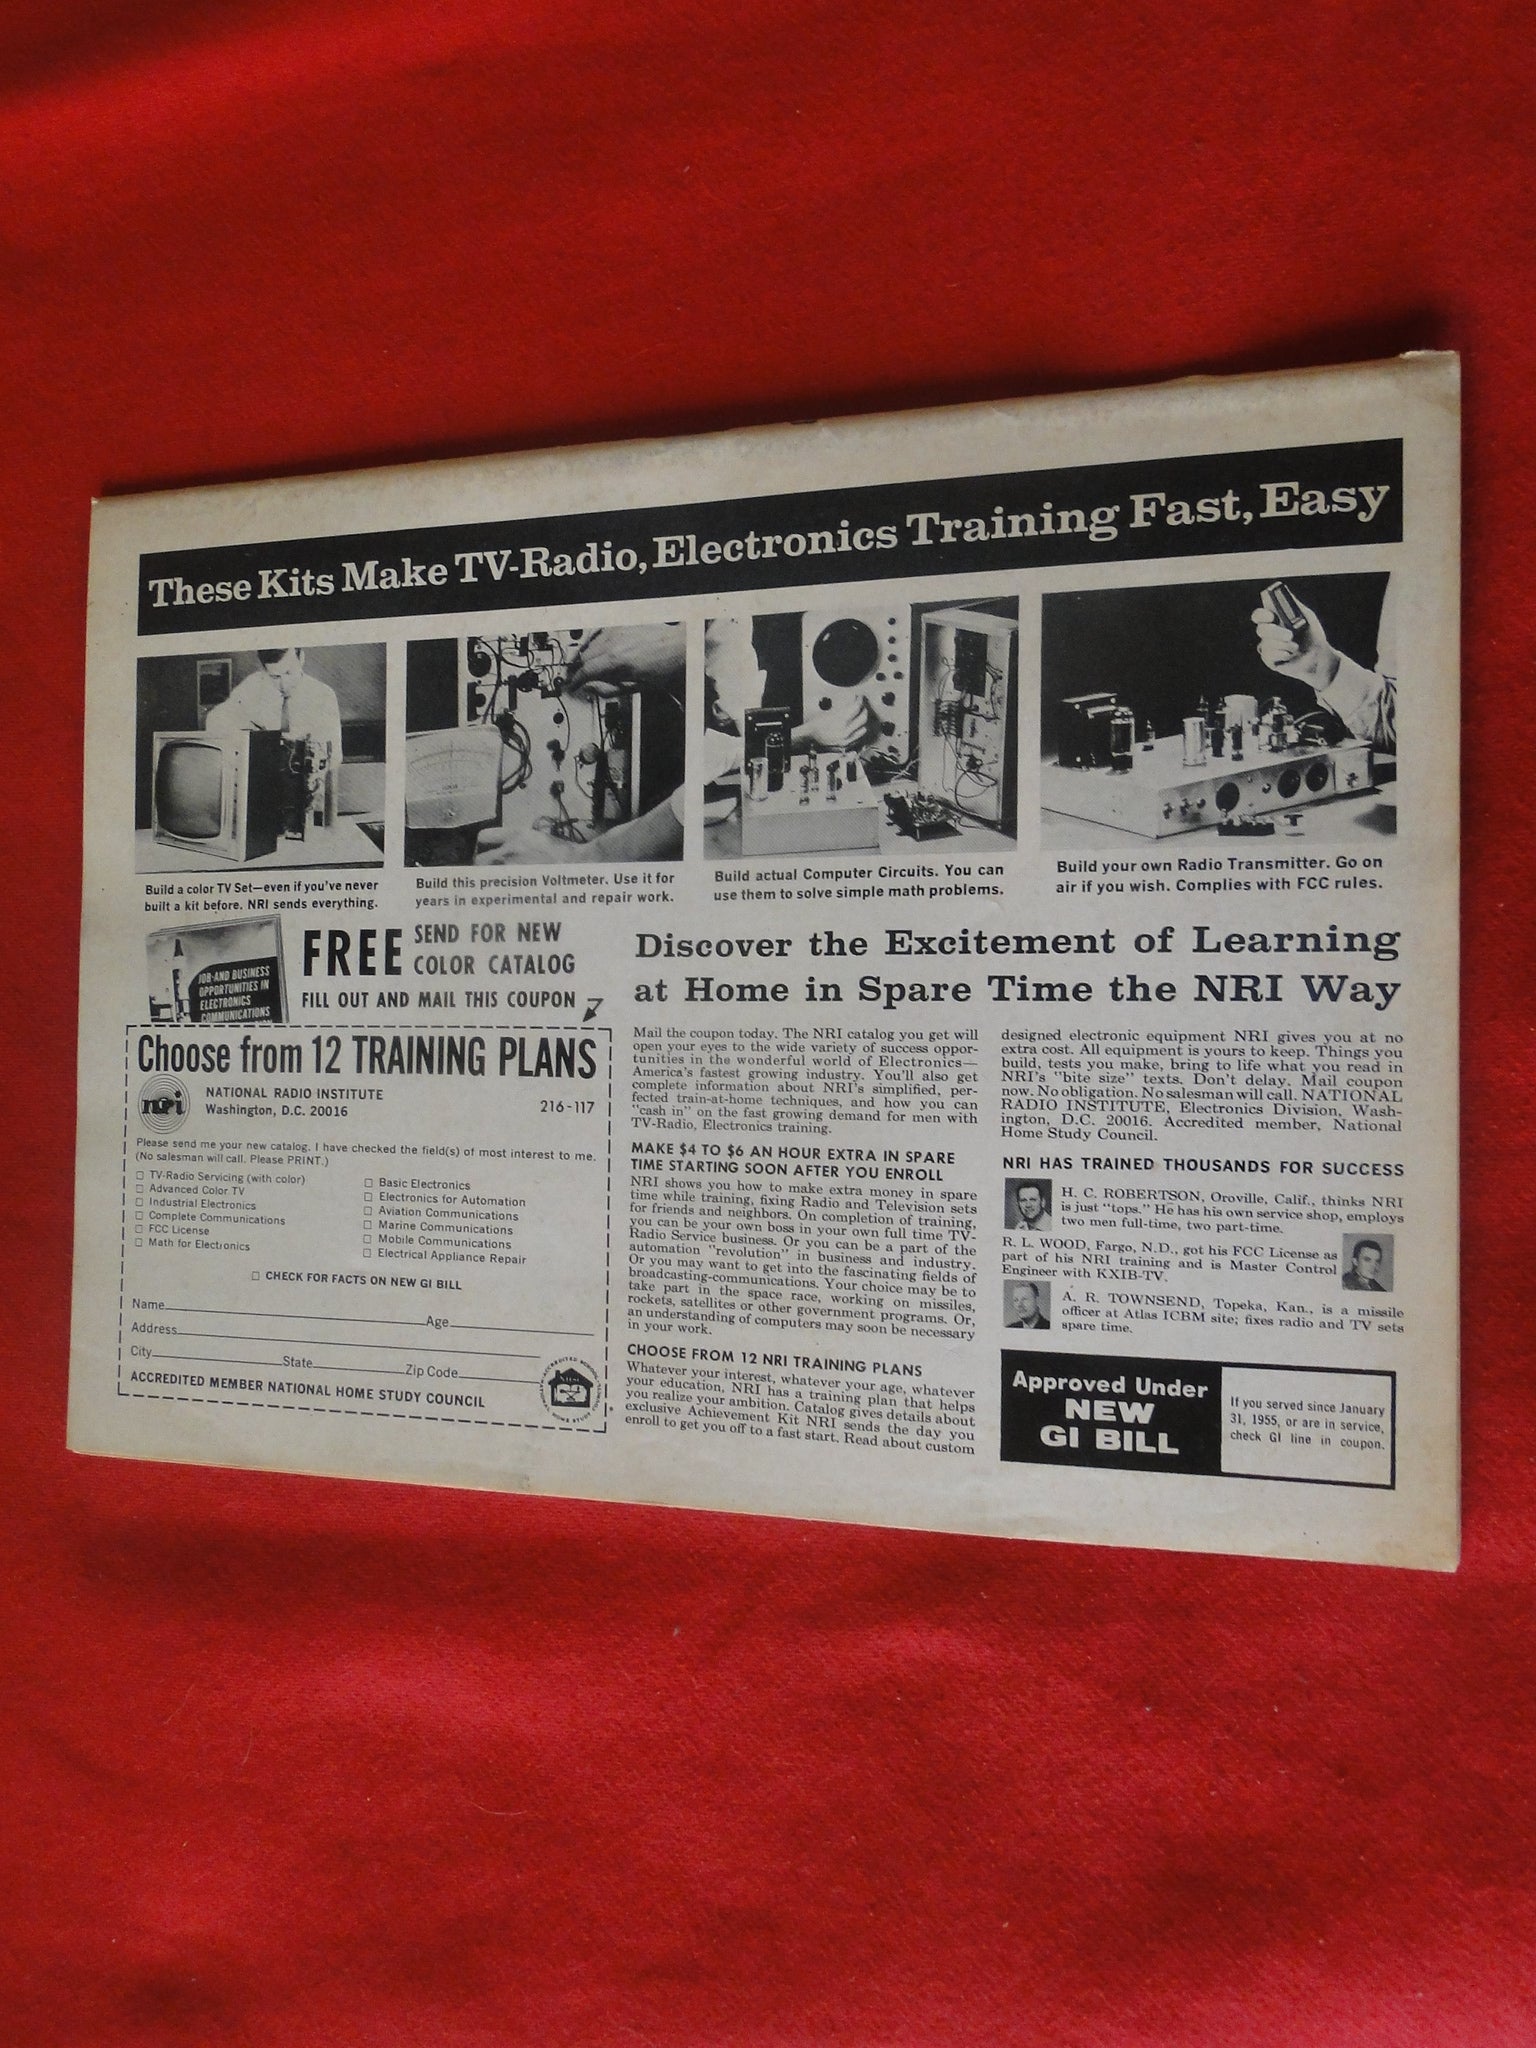 These Kits Make TV-Radio, Electronics Training Fast, Easy
Build a color TV Set—even if you've never
built a kit before. NRI sends everything.
Build this precision Voltmeter. Use it for
years in experimental and repair work.
Build actual Computer Circuits. You can
use them to solve simple math problems.
Build your own Radio Transmitter. Go on
air if you wish. Complies with FCC rules.
JOB AND BUSINESS
OPPORTUNITIES IN
ELECTRONICS
COMMUNICATIONS
FREE
SEND FOR NEW
COLOR CATALOG
FILL OUT AND MAIL THIS COUPON
Choose from 12 TRAINING PLANS
nri
NATIONAL RADIO INSTITUTE
Washington, D.C. 20016
216-117
Please send me your new catalog. I have checked the field(s) of most interest to me.
(No salesman will call. Please PRINT.)
□ TV-Radio Servicing (with color)
□ Advanced Color TV
□ Industrial Electronics
□ Complete Communications
□ FCC License
□ Math for Electronics
□ Basic Electronics
□ Electronics for Automation
□ Aviation Communications
□ Marine Communications
□ Mobile Communications
□ Electrical Appliance Repair
□ CHECK FOR FACTS ON NEW GI BILL
Name Age
Address
City State Zip Code
ACCREDITED MEMBER NATIONAL HOME STUDY COUNCIL
Discover the Excitement of Learning
at Home in Spare Time the NRI Way
Mail the coupon today. The NRI catalog you get will
open your eyes to the wide variety of success oppor-
tunities in the wonderful world of Electronics—
America's fastest growing industry. You'll also get
complete information about NRI's simplified, per-
fected train-at-home techniques, and how you can
"cash in" on the fast growing demand for men with
TV-Radio, Electronics training.
MAKE $4 TO $6 AN HOUR EXTRA IN SPARE
TIME STARTING SOON AFTER YOU ENROLL
NRI shows you how to make extra money in spare
time while training, fixing Radio and Television sets
for friends and neighbors. On completion of training,
you can be your own boss in your own full time TV-
Radio Service business. Or you can be a part of the
automation "revolution" in business and industry.
Or you may want to get into the fascinating fields of
broadcasting-communications. Your choice may be to
take part in the space race, working on missiles,
rockets, satellites or other government programs. Or,
an understanding of computers may soon be necessary
in your work.
CHOOSE FROM 12 NRI TRAINING PLANS
Whatever your interest, whatever your age, whatever
your education, NRI has a training plan that helps
you realize your ambition. Catalog gives details about
exclusive Achievement Kit NRI sends the day you
enroll to get you off to a fast start. Read about custom
designed electronic equipment NRI gives you at no
extra cost. All equipment is yours to keep. Things you
build, tests you make, bring to life what you read in
NRI's "bite size" texts. Don't delay. Mail coupon
now. No obligation. No salesman will call. NATIONAL
RADIO INSTITUTE, Electronics Division, Wash-
ington, D.C. 20016. Accredited member, National
Home Study Council.
NRI HAS TRAINED THOUSANDS FOR SUCCESS
H. C. ROBERTSON, Oroville, Calif., thinks NRI
is just "tops." He has his own service shop, employs
two men full-time, two part-time.
R. L. WOOD, Fargo, N.D., got his FCC License as
part of his NRI training and is Master Control
Engineer with KXIB-TV.
A. R. TOWNSEND, Topeka, Kan., is a missile
officer at Atlas ICBM site; fixes radio and TV sets
spare time.
Approved Under
NEW
GI BILL
If you served since January
31, 1955, or are in service,
check GI line in coupon.